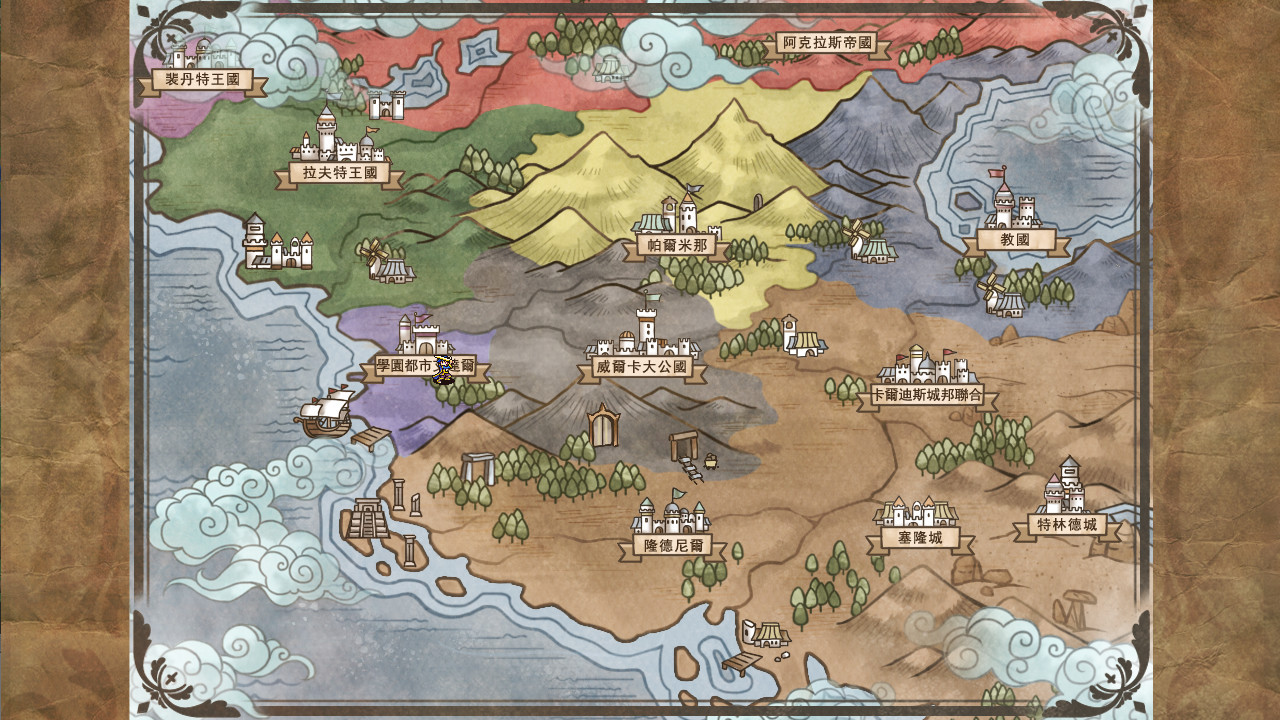 阿克拉斯帝國
裴丹特王國
拉夫特王國
教國
帕爾米那
學園都市
達爾
威爾卡大公國
卡爾迪斯城邦聯合
特林德城
塞隆城
隆德尼爾